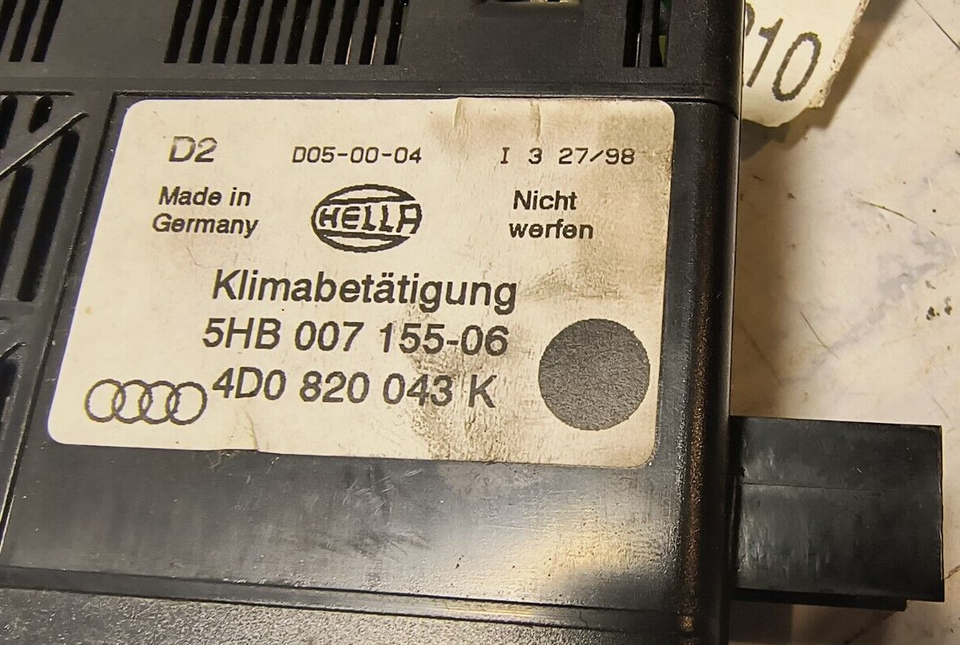 10
D2 D05-00-04 I 3 27/98
Made in
Germany
HELLA
Nicht
werfen
Klimabetätigung
5HB 007 155-06
4D0 820 043 K